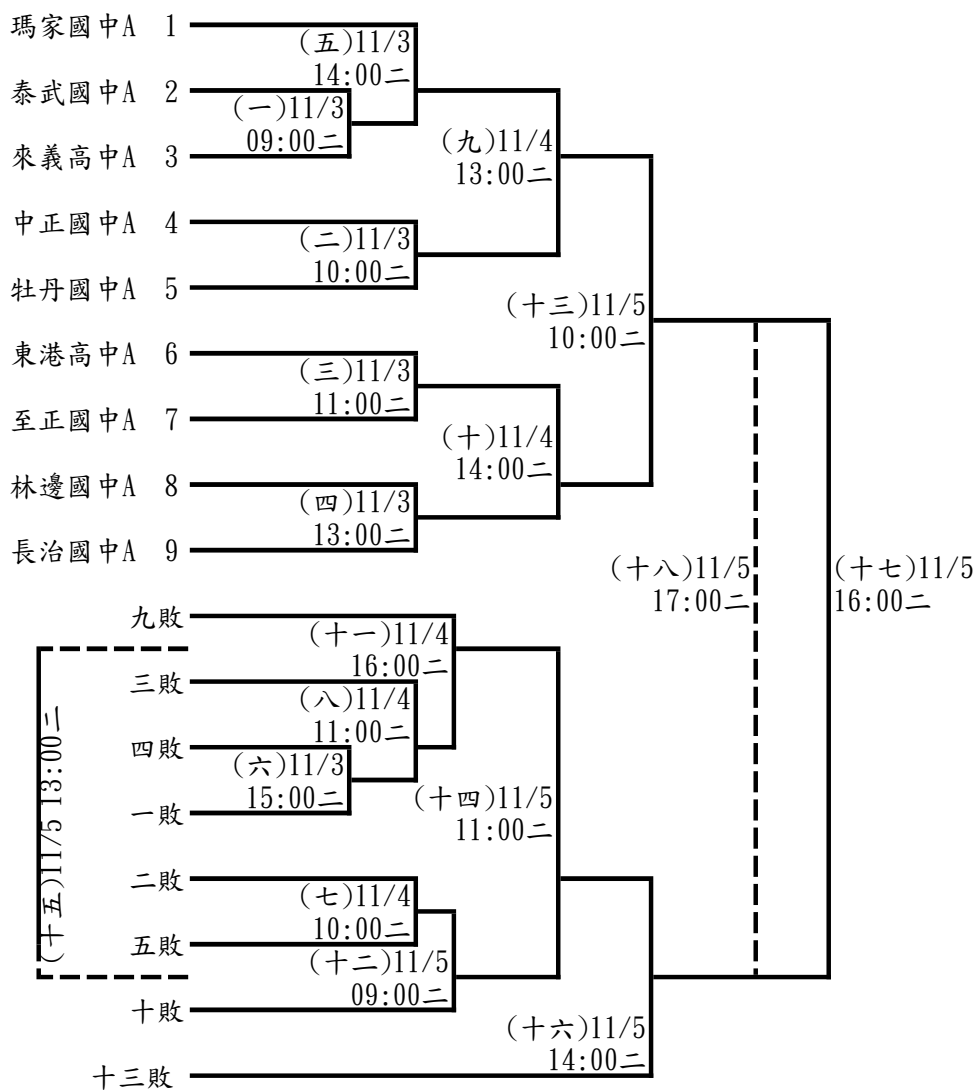 瑪家國中A 1
(五)11/3
14:00二
泰武國中A 2
(一)11/3
09:00二
來義高中A 3
(九)11/4
13:00二
中正國中A 4
(二)11/3
10:00二
牡丹國中A 5
(十三)11/5
10:00二
東港高中A 6
(三)11/3
11:00二
至正國中A 7
(十)11/4
14:00二
林邊國中A 8
(四)11/3
13:00二
長治國中A 9
(十八)11/5
17:00二
(十七)11/5
16:00二
九敗
(十一)11/4
16:00二
三敗
(八)11/4
11:00二
四敗
(六)11/3
15:00二
一敗
(十四)11/5
11:00二
(十五)11/5 13:00二
二敗
(七)11/4
10:00二
五敗
(十二)11/5
09:00二
十敗
(十六)11/5
14:00二
十三敗